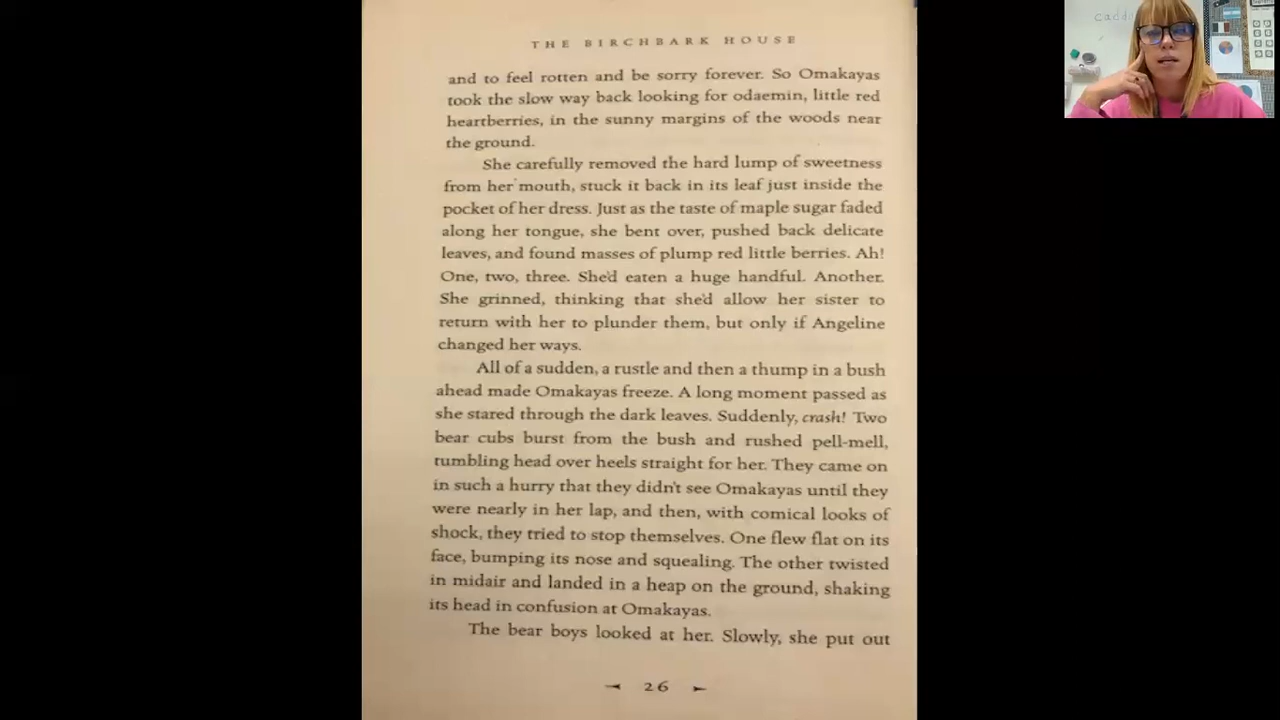 THE BIRCHBARK HOUSE
and to feel rotten and be sorry forever. So Omakayas
took the slow way back looking for odaemin, little red
heartberries, in the sunny margins of the woods near
the ground.
She carefully removed the hard lump of sweetness
from her mouth, stuck it back in its leaf just inside the
pocket of her dress. Just as the taste of maple sugar faded
along her tongue, she bent over, pushed back delicate
leaves, and found masses of plump red little berries. Ah!
One, two, three. She'd eaten a huge handful. Another.
She grinned, thinking that she'd allow her sister to
return with her to plunder them, but only if Angeline
changed her ways.
All of a sudden, a rustle and then a thump in a bush
ahead made Omakayas freeze. A long moment passed as
she stared through the dark leaves. Suddenly, crash! Two
bear cubs burst from the bush and rushed pell-mell,
tumbling head over heels straight for her. They came on
in such a hurry that they didn't see Omakayas until they
were nearly in her lap, and then, with comical looks of
shock, they tried to stop themselves. One flew flat on its
face, bumping its nose and squealing. The other twisted
in midair and landed in a heap on the ground, shaking
its head in confusion at Omakayas.
The bear boys looked at her. Slowly, she put out
26